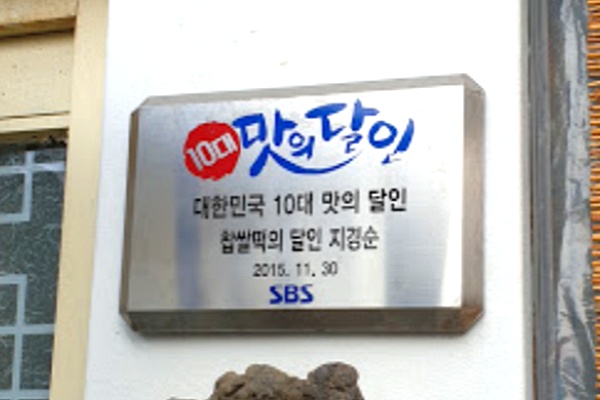 10대 맛의 달인
대한민국 10대 맛의 달인
찹쌀떡의 달인 지경순
2015. 11. 30
SBS